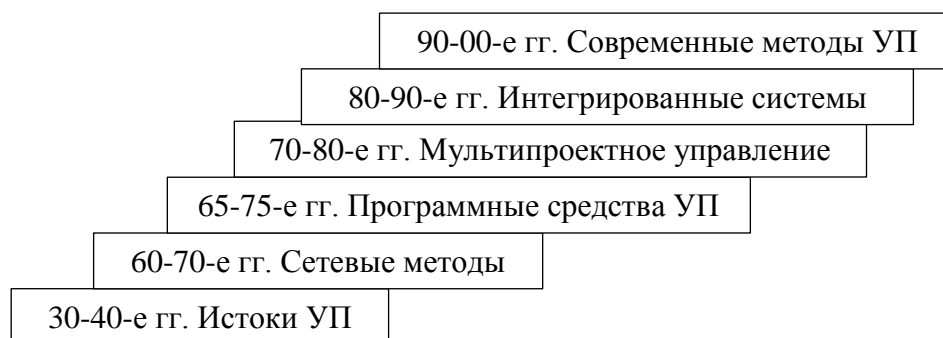 90-00-е гг. Современные методы УП
80-90-е гг. Интегрированные системы
70-80-е гг. Мультипроектное управление
65-75-е гг. Программные средства УП
60-70-е гг. Сетевые методы
30-40-е гг. Истоки УП